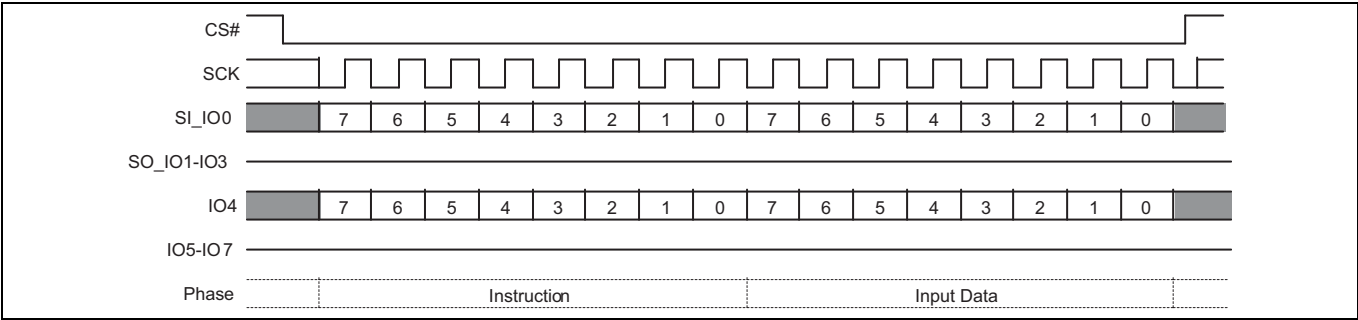 CS#
SCK
SI_IO0 7 6 5 4 3 2 1 0 7 6 5 4 3 2 1 0
SO_IO1-IO3
IO4 7 6 5 4 3 2 1 0 7 6 5 4 3 2 1 0
IO5-IO7
Phase Instruction Input Data